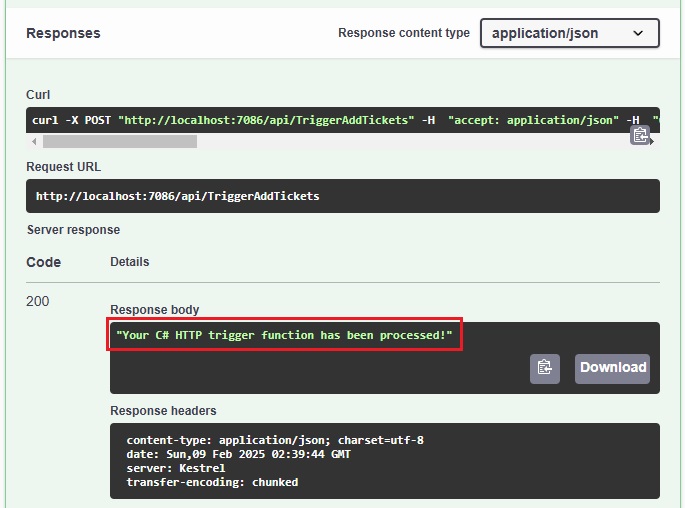 Responses
Response content type
application/json
Curl
curl -X POST "http://localhost:7086/api/TriggerAddTickets" -H  "accept: application/json" -H  "
Request URL
http://localhost:7086/api/TriggerAddTickets
Server response
Code Details
200
Response body
"Your C# HTTP trigger function has been processed!"
Download
Response headers
content-type: application/json; charset=utf-8
date: Sun,09 Feb 2025 02:39:44 GMT
server: Kestrel
transfer-encoding: chunked